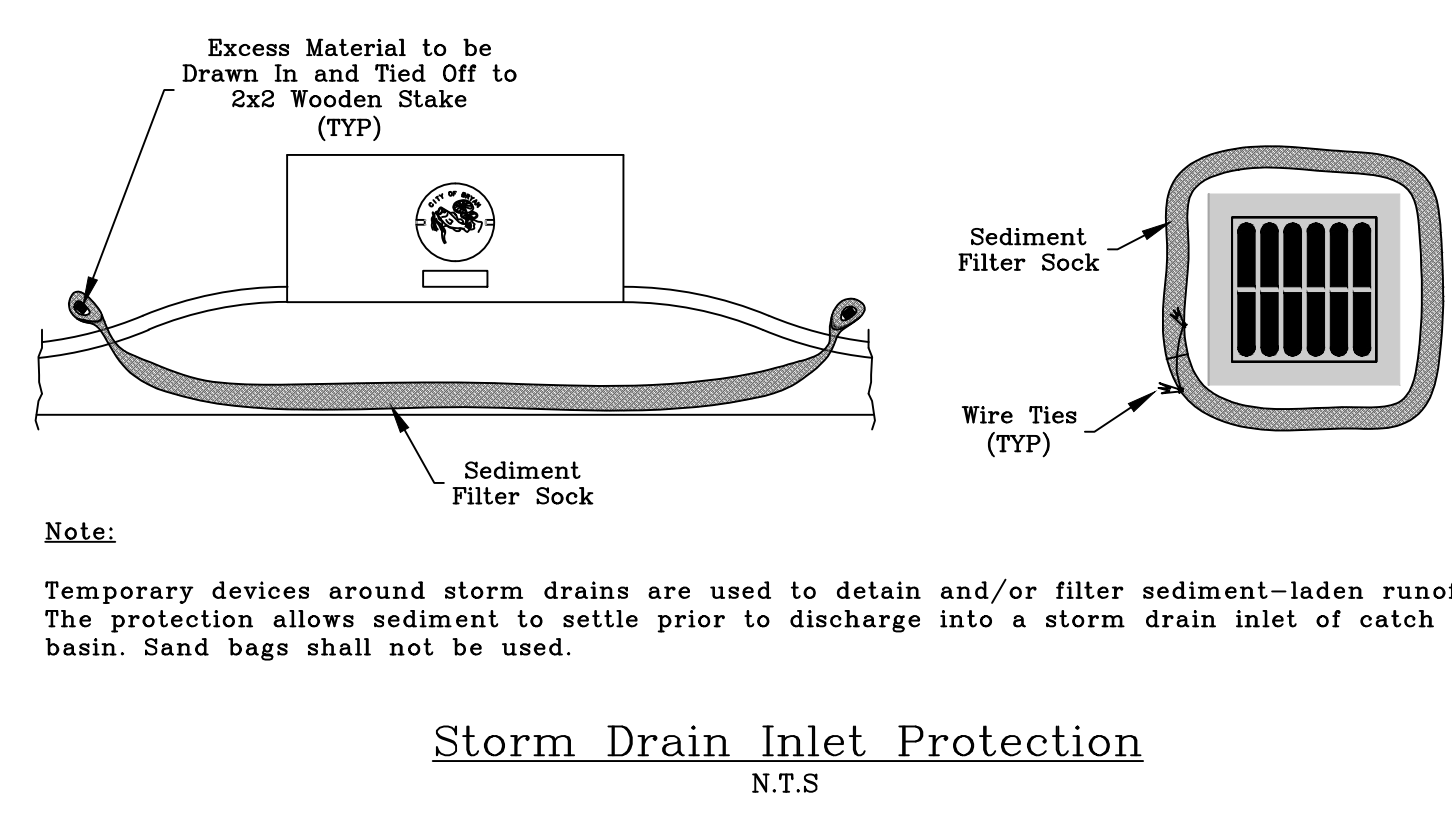 Excess Material to be
Drawn In and Tied Off to
2x2 Wooden Stake
(TYP)
CITY OF BRYAN
Sediment
Filter Sock
Wire Ties
(TYP)
Sediment
Filter Sock
Note:
Temporary devices around storm drains are used to detain and/or filter sediment-laden
The protection allows sediment to settle prior to discharge into a storm drain inlet of catch
basin. Sand bags shall not be used.
Storm Drain Inlet Protection
N.T.S